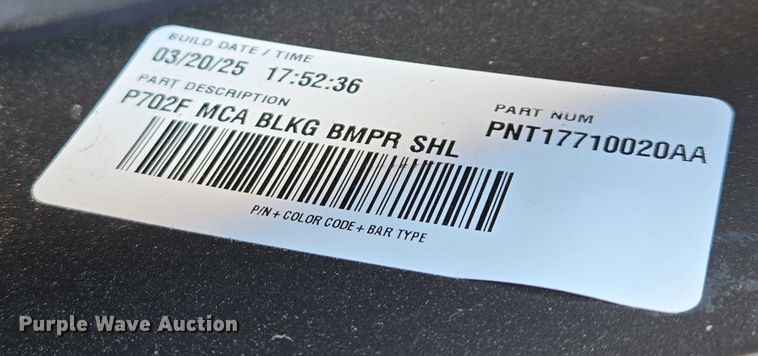 BUILD DATE / TIME
03/20/25 17:52:36
PART DESCRIPTION
P702F MCA BLKG BMPR SHL
PART NUM
PNT17710020AA
P/N + COLOR CODE + BAR TYPE
Purple Wave Auction